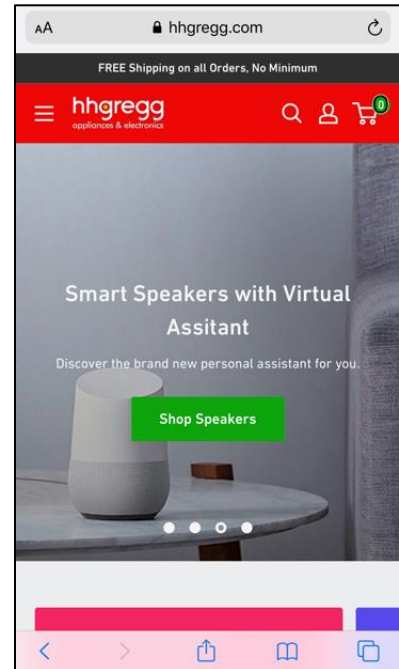 AA
hhgregg.com
FREE Shipping on all Orders, No Minimum
hhgregg
appliances & electronics
0
Smart Speakers with Virtual
Assitant
Discover the brand new personal assistant for you.
Shop Speakers